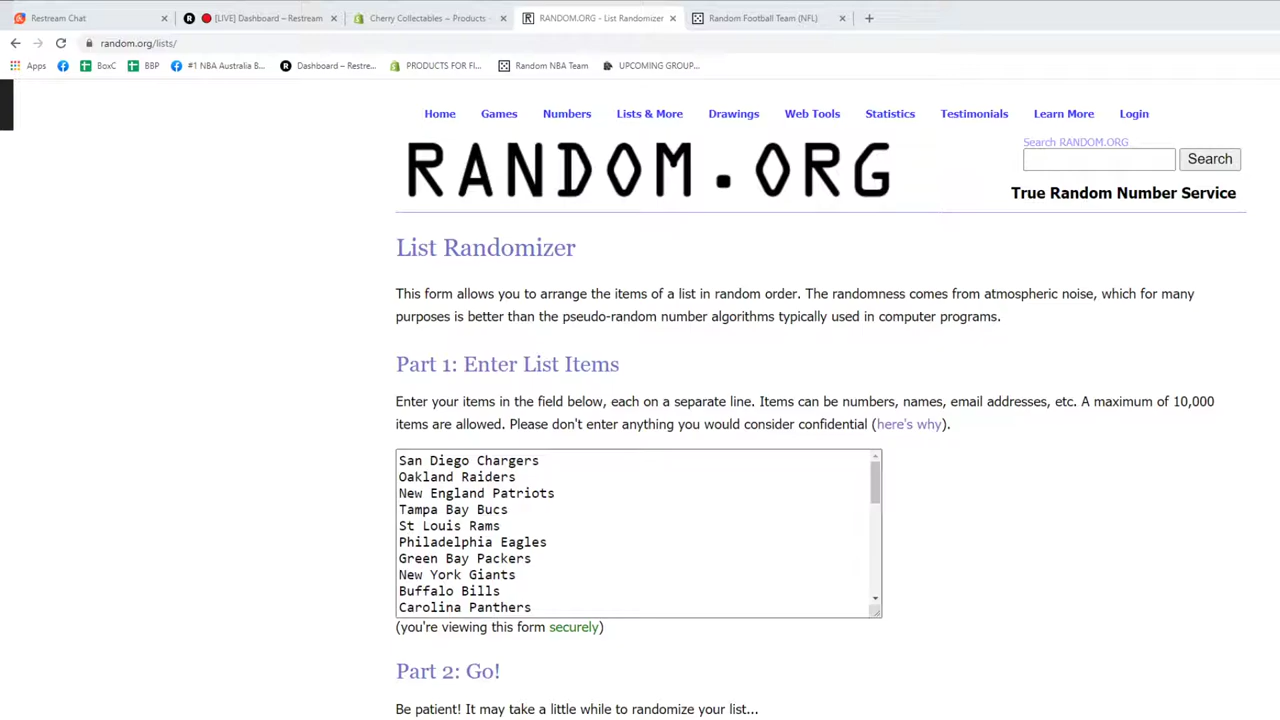 Restream Chat
[LIVE] Dashboard – Restream
Cherry Collectables ~ Products
RANDOM.ORG - List Randomizer
Random Football Team (NFL)
random.org/lists/
Apps
BoxC
BBP
#1 NBA Australia B...
Dashboard – Restre...
PRODUCTS FOR FI...
Random NBA Team
UPCOMING GROUP...
Home
Games
Numbers
Lists & More
Drawings
Web Tools
Statistics
Testimonials
Learn More
Login
RANDOM.ORG
Search RANDOM.ORG
Search
True Random Number Service
List Randomizer
This form allows you to arrange the items of a list in random order. The randomness comes from atmospheric noise, which for many
purposes is better than the pseudo-random number algorithms typically used in computer programs.
Part 1: Enter List Items
Enter your items in the field below, each on a separate line. Items can be numbers, names, email addresses, etc. A maximum of 10,000
items are allowed. Please don't enter anything you would consider confidential (here's why).
San Diego Chargers
Oakland Raiders
New England Patriots
Tampa Bay Bucs
St Louis Rams
Philadelphia Eagles
Green Bay Packers
New York Giants
Buffalo Bills
Carolina Panthers
(you're viewing this form securely)
Part 2: Go!
Be patient! It may take a little while to randomize your list...